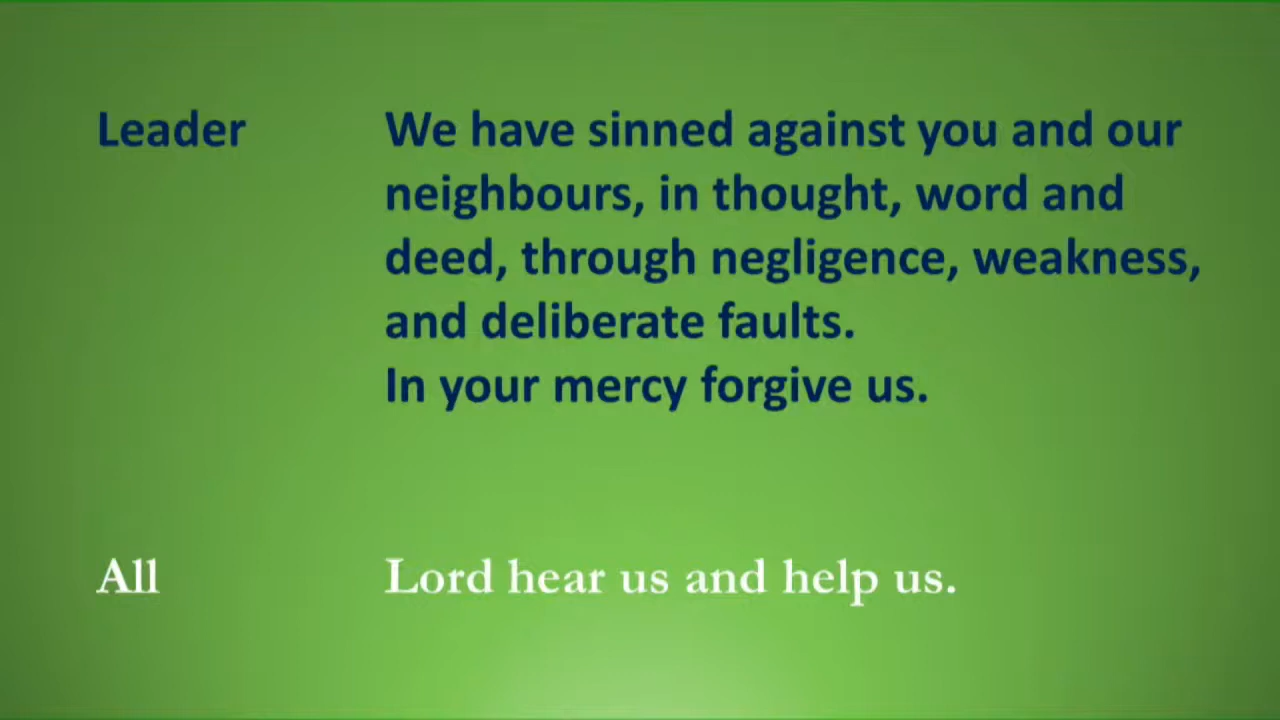 Leader We have sinned against you and our
neighbours, in thought, word and
deed, through negligence, weakness,
and deliberate faults.
In your mercy forgive us.
All Lord hear us and help us.